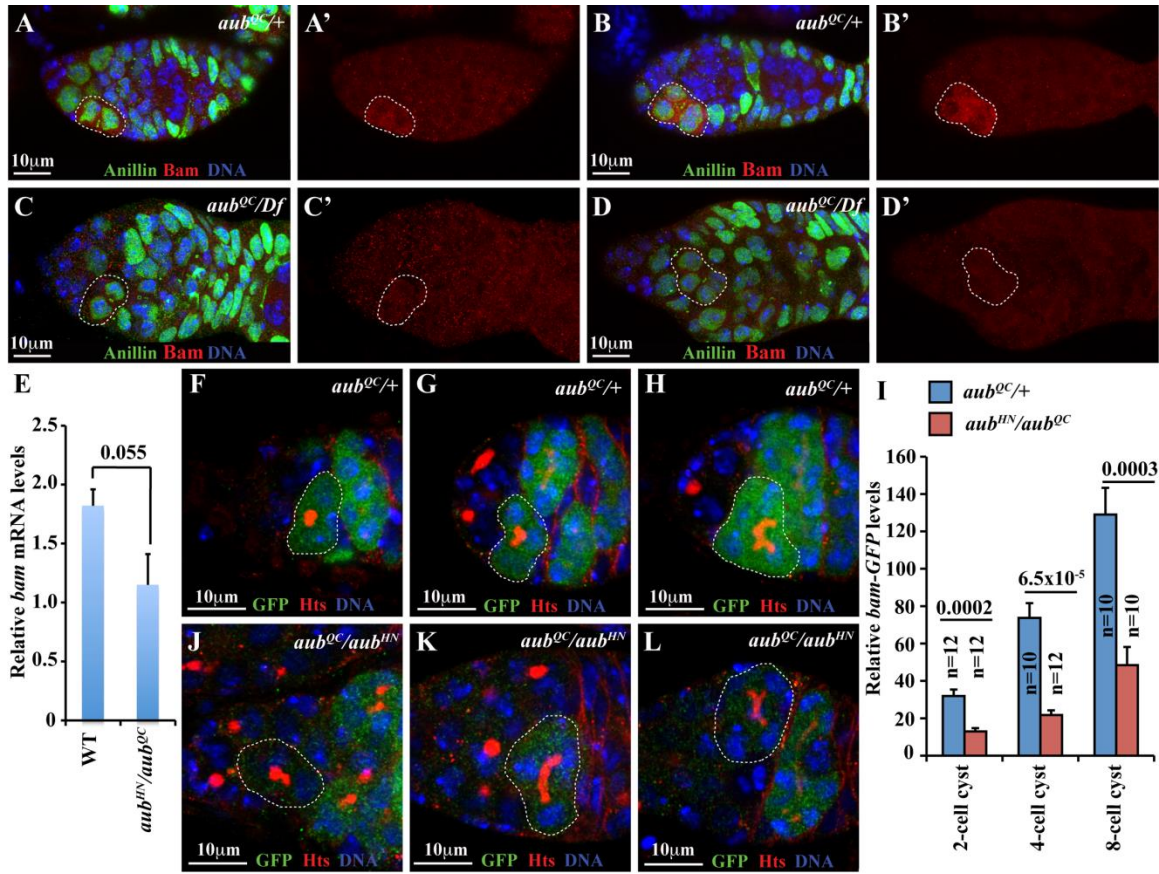 A
aub^QC/+
A'
B
aub^QC/+
B'
10μm
Anillin Bam DNA
10μm
10μm
Anillin Bam DNA
10μm
C
aub^QC/Df
C'
D
aub^QC/Df
D'
10μm
Anillin Bam DNA
10μm
10μm
Anillin Bam DNA
10μm
E
Relative bam mRNA levels
2.5
2.0
1.5
1.0
0.5
0
0.055
WT
aub^HN/aub^QC
F
aub^QC/+
10μm
GFP Hts DNA
G
aub^QC/+
10μm
GFP Hts DNA
H
aub^QC/+
10μm
GFP Hts DNA
I
aub^QC/+
aub^HN/aub^QC
Relative bam-GFP levels
160
140
120
100
80
60
40
20
0
0.0002
6.5x10^-5
0.0003
n=12
n=12
n=10
n=12
n=10
n=10
2-cell cyst
4-cell cyst
8-cell cyst
J
aub^QC/aub^HN
10μm
GFP Hts DNA
K
aub^QC/aub^HN
10μm
GFP Hts DNA
L
aub^QC/aub^HN
10μm
GFP Hts DNA